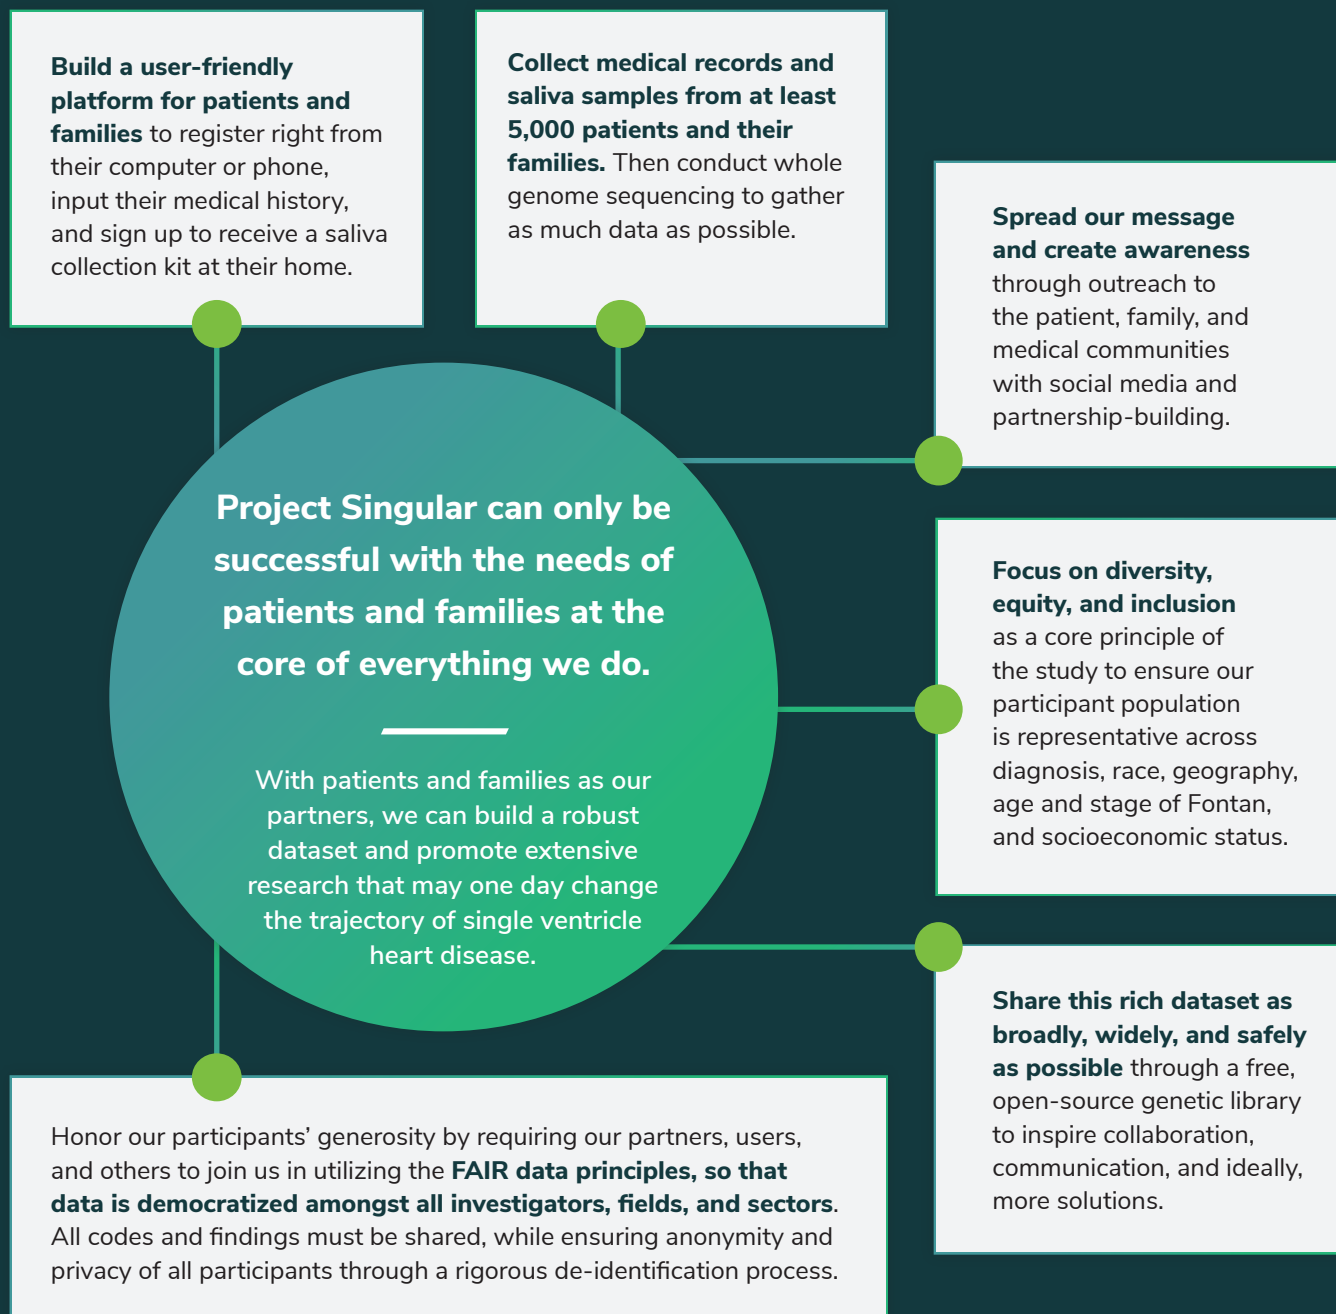 Build a user-friendly
platform for patients and
families to register right from
their computer or phone,
input their medical history,
and sign up to receive a saliva
collection kit at their home.
Collect medical records and
saliva samples from at least
5,000 patients and their
families. Then conduct whole
genome sequencing to gather
as much data as possible.
Spread our message
and create awareness
through outreach to
the patient, family, and
medical communities
with social media and
partnership-building.
Project Singular can only be
successful with the needs of
patients and families at the
core of everything we do.
With patients and families as our
partners, we can build a robust
dataset and promote extensive
research that may one day change
the trajectory of single ventricle
heart disease.
Focus on diversity,
equity, and inclusion
as a core principle of
the study to ensure our
participant population
is representative across
diagnosis, race, geography,
age and stage of Fontan,
and socioeconomic status.
Share this rich dataset as
broadly, widely, and safely
as possible through a free,
open-source genetic library
to inspire collaboration,
communication, and ideally,
more solutions.
Honor our participants’ generosity by requiring our partners, users,
and others to join us in utilizing the FAIR data principles, so that
data is democratized amongst all investigators, fields, and sectors.
All codes and findings must be shared, while ensuring anonymity and
privacy of all participants through a rigorous de-identification process.